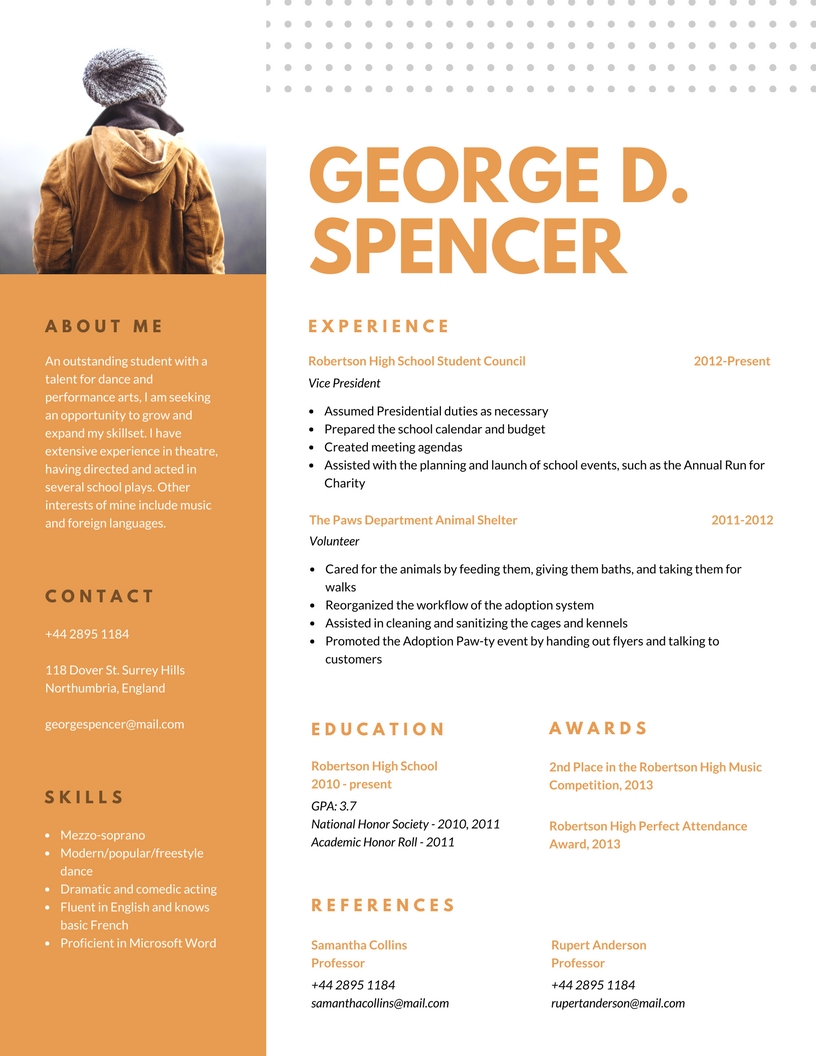 GEORGE D.
SPENCER
ABOUT ME
An outstanding student with a
talent for dance and
performance arts, I am seeking
an opportunity to grow and
expand my skillset. I have
extensive experience in theatre,
having directed and acted in
several school plays. Other
interests of mine include music
and foreign languages.
CONTACT
+44 2895 1184
118 Dover St. Surrey Hills
Northumbria, England
georgespencer@mail.com
SKILLS
• Mezzo-soprano
• Modern/popular/freestyle
dance
• Dramatic and comedic acting
• Fluent in English and knows
basic French
• Proficient in Microsoft Word
EXPERIENCE
Robertson High School Student Council 2012-Present
Vice President
• Assumed Presidential duties as necessary
• Prepared the school calendar and budget
• Created meeting agendas
• Assisted with the planning and launch of school events, such as the Annual Run for
Charity
The Paws Department Animal Shelter 2011-2012
Volunteer
• Cared for the animals by feeding them, giving them baths, and taking them for
walks
• Reorganized the workflow of the adoption system
• Assisted in cleaning and sanitizing the cages and kennels
• Promoted the Adoption Paw-ty event by handing out flyers and talking to
customers
EDUCATION
Robertson High School
2010 - present
GPA: 3.7
National Honor Society - 2010, 2011
Academic Honor Roll - 2011
AWARDS
2nd Place in the Robertson High Music
Competition, 2013
Robertson High Perfect Attendance
Award, 2013
REFERENCES
Samantha Collins
Professor
+44 2895 1184
samanthacollins@mail.com
Rupert Anderson
Professor
+44 2895 1184
rupertanderson@mail.com